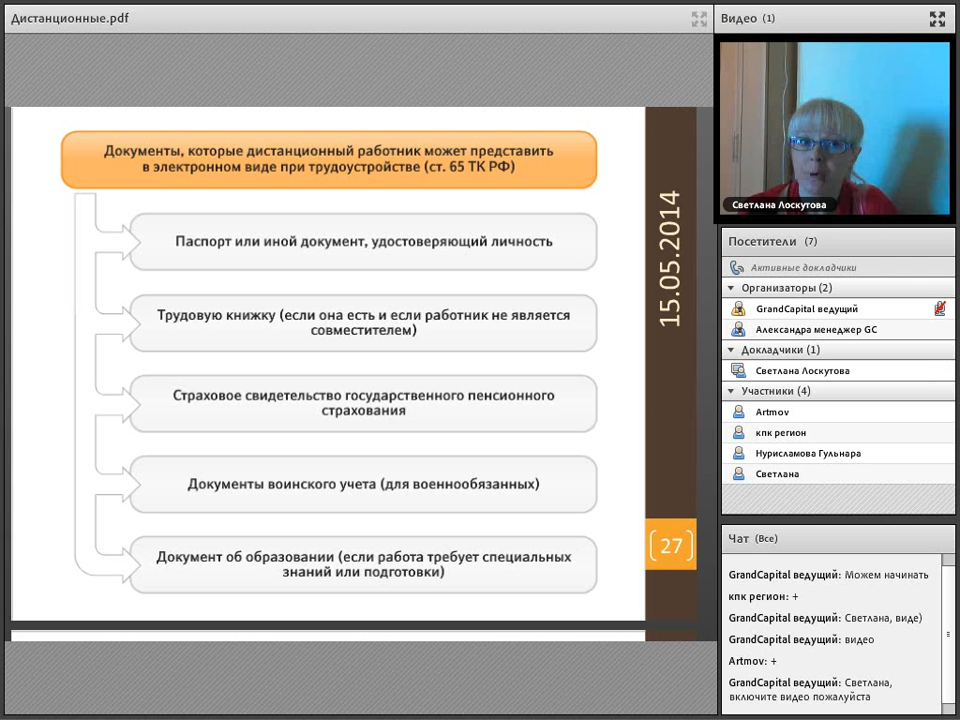 Дистанционные.pdf
Документы, которые дистанционный работник может представить
в электронном виде при трудоустройстве (ст. 65 ТК РФ)
Паспорт или иной документ, удостоверяющий личность
Трудовую книжку (если она есть и если работник не является
совместителем)
Страховое свидетельство государственного пенсионного
страхования
Документы воинского учета (для военнообязанных)
Документ об образовании (если работа требует специальных
знаний или подготовки)
15.05.2014
27
Видео (1)
Светлана Лоскутова
Посетители (7)
Активные докладчики
Организаторы (2)
GrandCapital ведущий
Александра менеджер GC
Докладчики (1)
Светлана Лоскутова
Участники (4)
Artmov
кпк регион
Нурисламова Гульнара
Светлана
Чат (Все)
GrandCapital ведущий: Можем начинать
кпк регион: +
GrandCapital ведущий: Светлана, виде)
GrandCapital ведущий: видео
Artmov: +
GrandCapital ведущий: Светлана,
включите видео пожалуйста